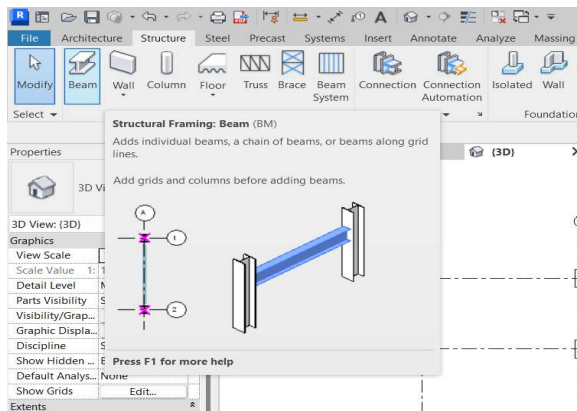 R
File Architecture Structure Steel Precast Systems Insert Annotate Analyze Massing
Modify Beam Wall Column Floor Truss Brace Beam System Connection Connection Automation Isolated Wall
Select Foundation
Structural Framing: Beam (BM)
Adds individual beams, a chain of beams, or beams along grid
lines.
Add grids and columns before adding beams.
A
1
2
Press F1 for more help
Properties
{3D}
3D
3D View: {3D}
Graphics
View Scale
Scale Value 1:
Detail Level
Parts Visibility
Visibility/Grap...
Graphic Displa...
Discipline
Show Hidden ...
Default Analys... None
Show Grids Edit...
Extents